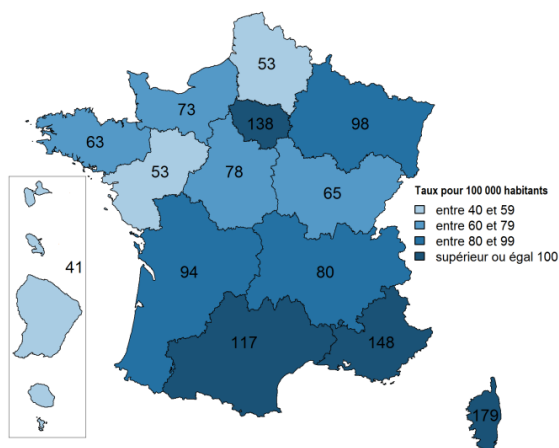 53
73
138
98
63
53
78
65
Taux pour 100 000 habitants
entre 40 et 59
entre 60 et 79
entre 80 et 99
supérieur ou égal 100
41
94
80
117
148
179